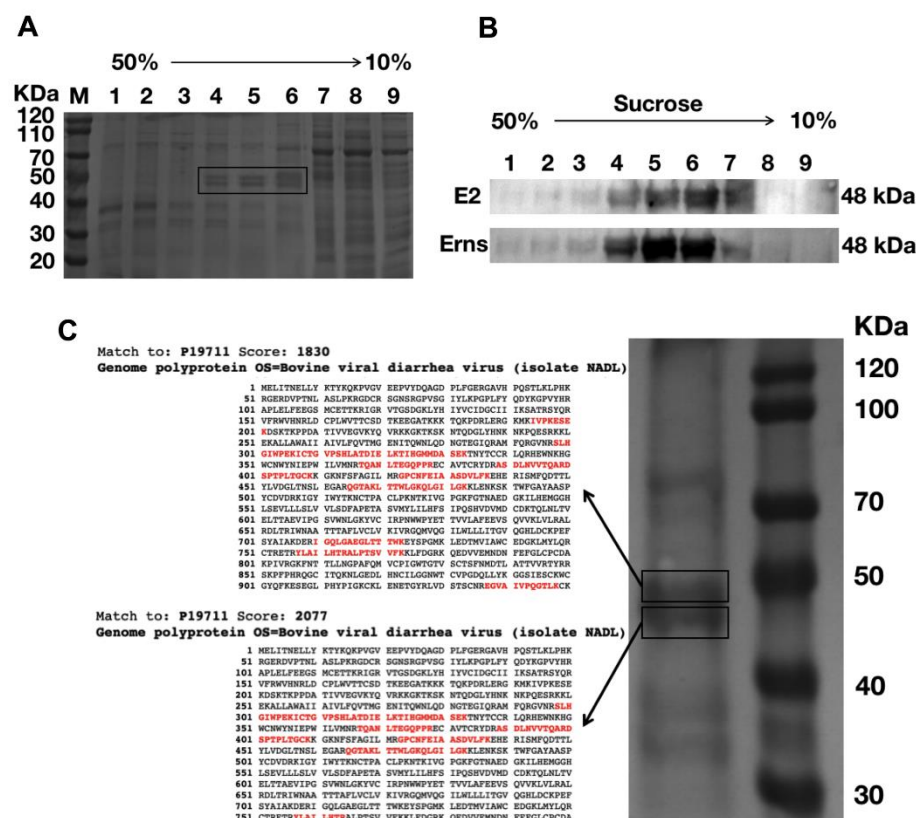 A
50% 10%
KDa M 1 2 3 4 5 6 7 8 9
120
110
70
50
40
30
20
B
Sucrose
50% 10%
1 2 3 4 5 6 7 8 9
E2 48 kDa
Erns 48 kDa
C
Match to: P19711 Score: 1830
Genome polyprotein OS=Bovine viral diarrhea virus (isolate NADL)
1 MELITNELLY KTYKQKPVGV EEPVYDQAGD PLFGERGAVH PQSTLKLPHK
51 RGERDVPTNL ASLPKRGDCR SGNSRGPVSG IYLKPGPLFY QDYKGPVYHR
101 APLELFEEGS MCETTKRIGR VTGSDGKLYH IYVCIDGCII IKSATRSYQR
151 VFRWVHNRLD CPLWVTTCSD TKEEGATKKK TQKPDRLERG KMKIVPKESE
201 KDSKTKPPDA TIVVEGVKYQ VRKKGKTKSK NTQDGLYHNK NKPQESRKKL
251 EKALLAWAII AIVLFQVTMG ENITQWNLQD NGTEGIQRAM FQRGVNRSLH
301 GIWPEKICTG VPSHLATDIE LKTIHGMMDA SEKTNYTCCR LQRHEWNKHG
351 WCNWYNIEPW ILVMNRTQAH LTEGQPPREC AVTCRYDRAS DLNVVTQARD
401 SPTPLTGCKK GKNFSFAGIL MRGPCNFEIA ASDVLFKEHE RISMFQDTTL
451 YLVDGLTNSL EGARQGTAKL TTWLGKQLGI LGKKLENKSK TWFGAYAASP
501 YCDVDRKIGY IWYTKNCTPA CLPKNTKIVG PGKFGTNAED GKILHEMGGH
551 LSEVLLLSLV VLSDFAPETA SVMYLILHFS IPQSHVDVMD CDKTQLNLTV
601 ELTTAEVIPG SVWNLGKYVC IRPNWWPYET TVVLAFEEVS QVVKLVLRAL
651 RDLTRIWNAA TTTAFLVCLV KIVRGQMVQG ILWLLLITGV QGHLDCKPEF
701 SYAIAKDERI GQLGAEGLTT TWKEYSPGMK LEDTMVIAWC EDGKLMYLQR
751 CTRETRYLAI LHTRALPTSV VFKKLFDGRK QEDVVEMNDN FEFGLCPCDA
801 KPIVRGKFNT TLLNGPAFQM VCPIGWTGTV SCTSFNMDTL ATTVVRTYRR
851 SKPFPHRQGC ITQKNLGEDL HNCILGGNWT CVPGDQLLYK GGSIESCKWC
901 GYQFKESEGL PHYPIGKCKL ENETGYRLVD STSCNREGVA IVPQGTLKCK
Match to: P19711 Score: 2077
Genome polyprotein OS=Bovine viral diarrhea virus (isolate NADL)
1 MELITNELLY KTYKQKPVGV EEPVYDQAGD PLFGERGAVH PQSTLKLPHK
51 RGERDVPTNL ASLPKRGDCR SGNSRGPVSG IYLKPGPLFY QDYKGPVYHR
101 APLELFEEGS MCETTKRIGR VTGSDGKLYH IYVCIDGCII IKSATRSYQR
151 VFRWVHNRLD CPLWVTTCSD TKEEGATKKK TQKPDRLERG KMKIVPKESE
201 KDSKTKPPDA TIVVEGVKYQ VRKKGKTKSK NTQDGLYHNK NKPQESRKKL
251 EKALLAWAII AIVLFQVTMG ENITQWNLQD NGTEGIQRAM FQRGVNRSLH
301 GIWPEKICTG VPSHLATDIE LKTIHGMMDA SEKTNYTCCR LQRHEWNKHG
351 WCNWYNIEPW ILVMNRTQAH LTEGQPPREC AVTCRYDRAS DLNVVTQARD
401 SPTPLTGCKK GKNFSFAGIL MRGPCNFEIA ASDVLFKEHE RISMFQDTTL
451 YLVDGLTNSL EGARQGTAKL TTWLGKQLGI LGKKLENKSK TWFGAYAASP
501 YCDVDRKIGY IWYTKNCTPA CLPKNTKIVG PGKFGTNAED GKILHEMGGH
551 LSEVLLLSLV VLSDFAPETA SVMYLILHFS IPQSHVDVMD CDKTQLNLTV
601 ELTTAEVIPG SVWNLGKYVC IRPNWWPYET TVVLAFEEVS QVVKLVLRAL
651 RDLTRIWNAA TTTAFLVCLV KIVRGQMVQG ILWLLLITGV QGHLDCKPEF
701 SYAIAKDERI GQLGAEGLTT TWKEYSPGMK LEDTMVIAWC EDGKLMYLQR
751 CTRETRYLAI LHTRALPTSV VFKKLFDGRK QEDVVEMNDN FEFGLCPCDA
KDa
120
100
70
50
40
30